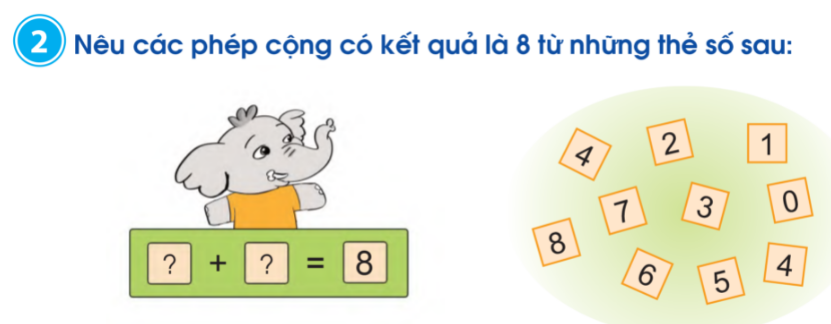 2 Nêu các phép cộng có kết quả là 8 từ những thẻ số sau:
4 2 1
7 3 0
8 6 5 4
? + ? = 8